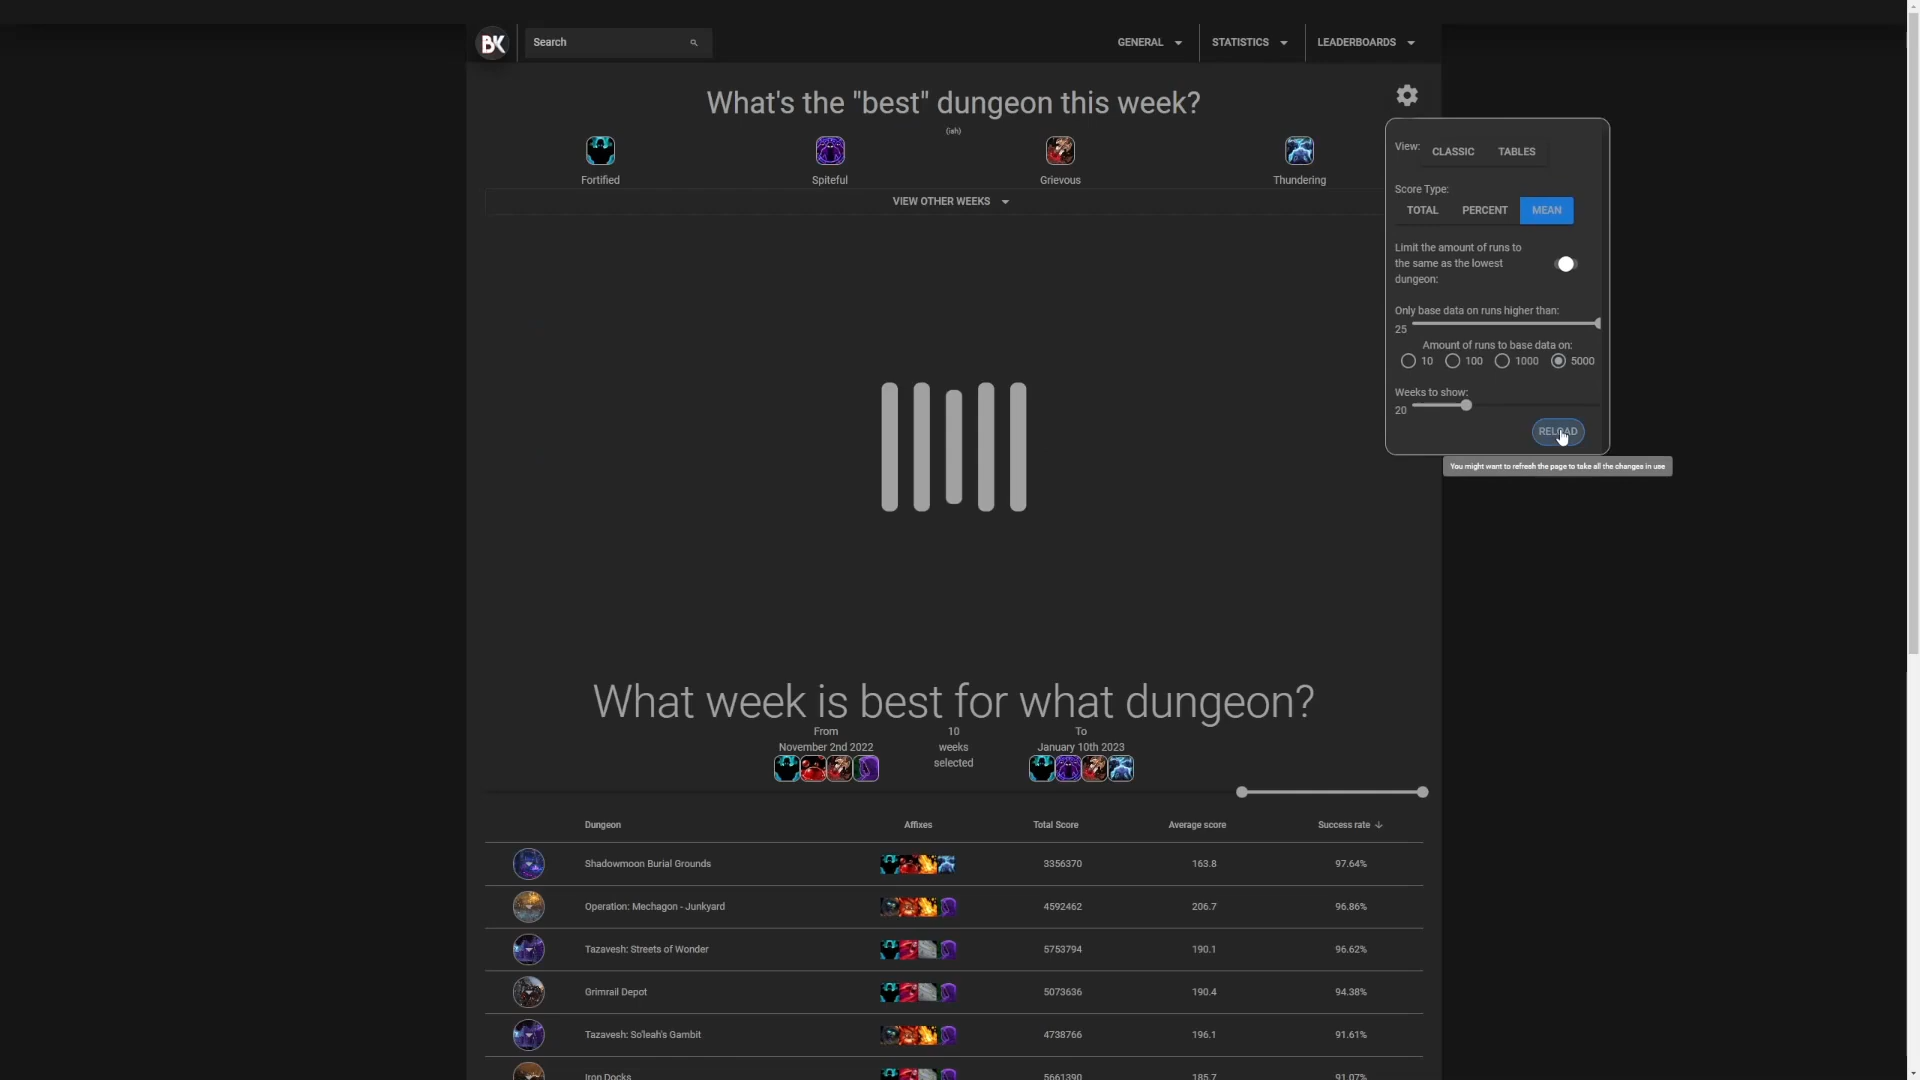 BK
Search
GENERAL
STATISTICS
LEADERBOARDS
What's the "best" dungeon this week?
(ish)
Fortified
Spiteful
Grievous
Thundering
VIEW OTHER WEEKS
View:
CLASSIC
TABLES
Score Type:
TOTAL
PERCENT
MEAN
Limit the amount of runs to
the same as the lowest
dungeon:
Only base data on runs higher than:
25
Amount of runs to base data on:
10
100
1000
5000
Weeks to show:
20
RELOAD
You might want to refresh the page to take all the changes in use
What week is best for what dungeon?
From
November 2nd 2022
10
weeks
selected
To
January 10th 2023
Dungeon Affixes Total Score Average score Success rate
Shadowmoon Burial Grounds 3356370 163.8 97.64%
Operation: Mechagon - Junkyard 4592462 206.7 96.86%
Tazavesh: Streets of Wonder 5753794 190.1 96.62%
Grimrail Depot 5073636 190.4 94.38%
Tazavesh: So'leah's Gambit 4738766 196.1 91.61%
Iron Docks 5661390 185.7 91.07%